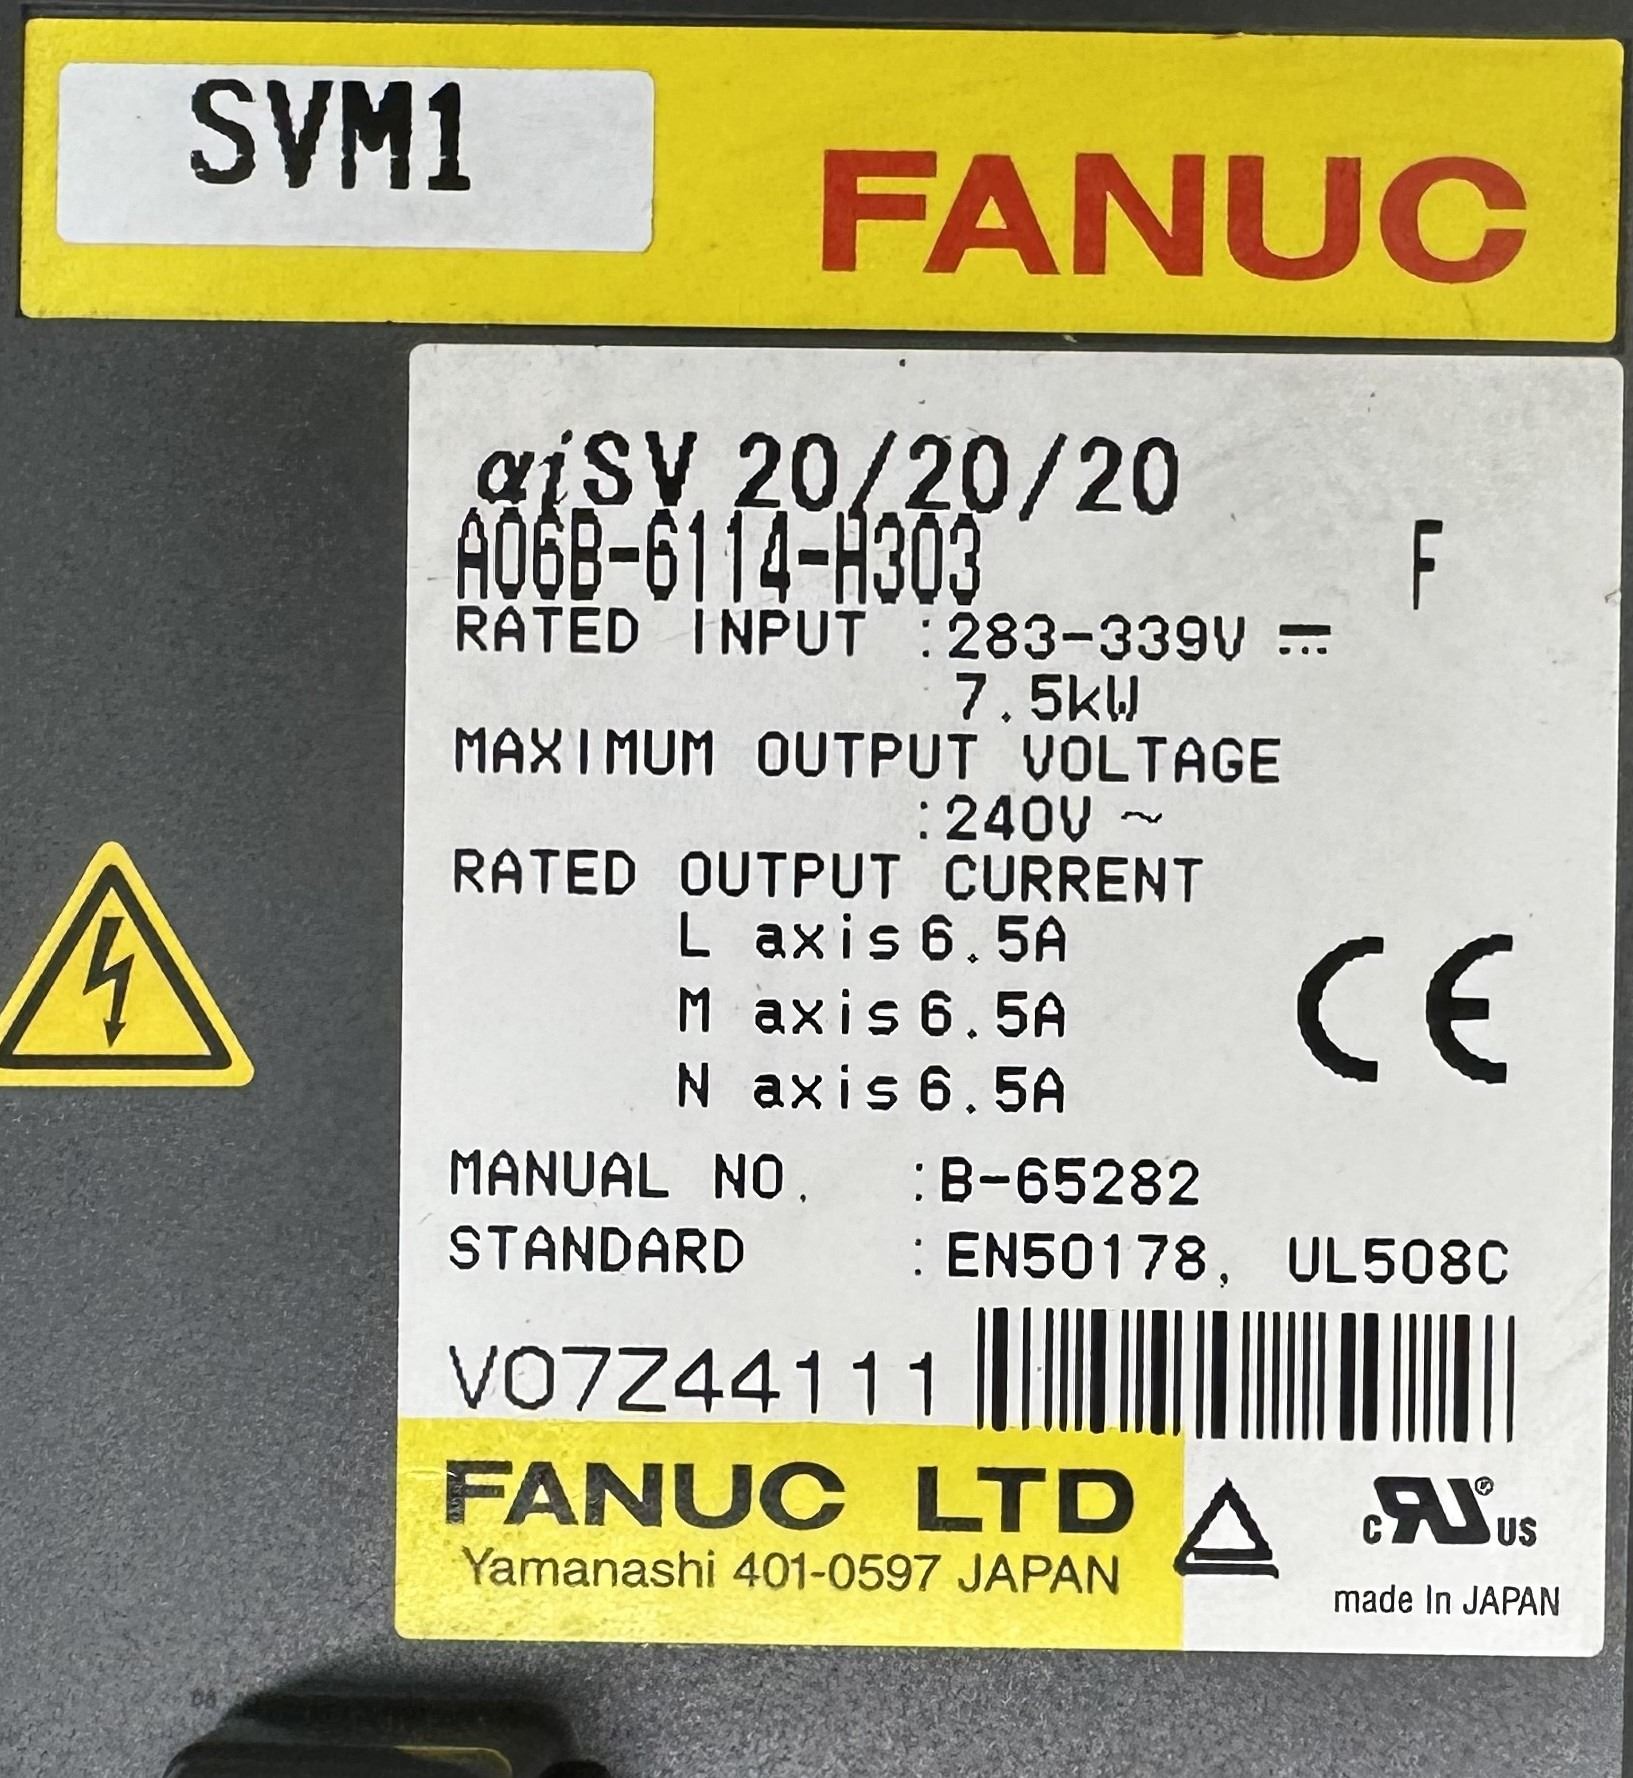 SVM1
FANUC
αiSV 20/20/20
A06B-6114-H303 F
RATED INPUT :283-339V ⎓
7.5kW
MAXIMUM OUTPUT VOLTAGE
:240V ~
RATED OUTPUT CURRENT
L axis 6.5A
M axis 6.5A
N axis 6.5A
CE
MANUAL NO. :B-65282
STANDARD :EN50178, UL508C
V07Z44111
FANUC LTD
Yamanashi 401-0597 JAPAN
c RU ® US
made In JAPAN